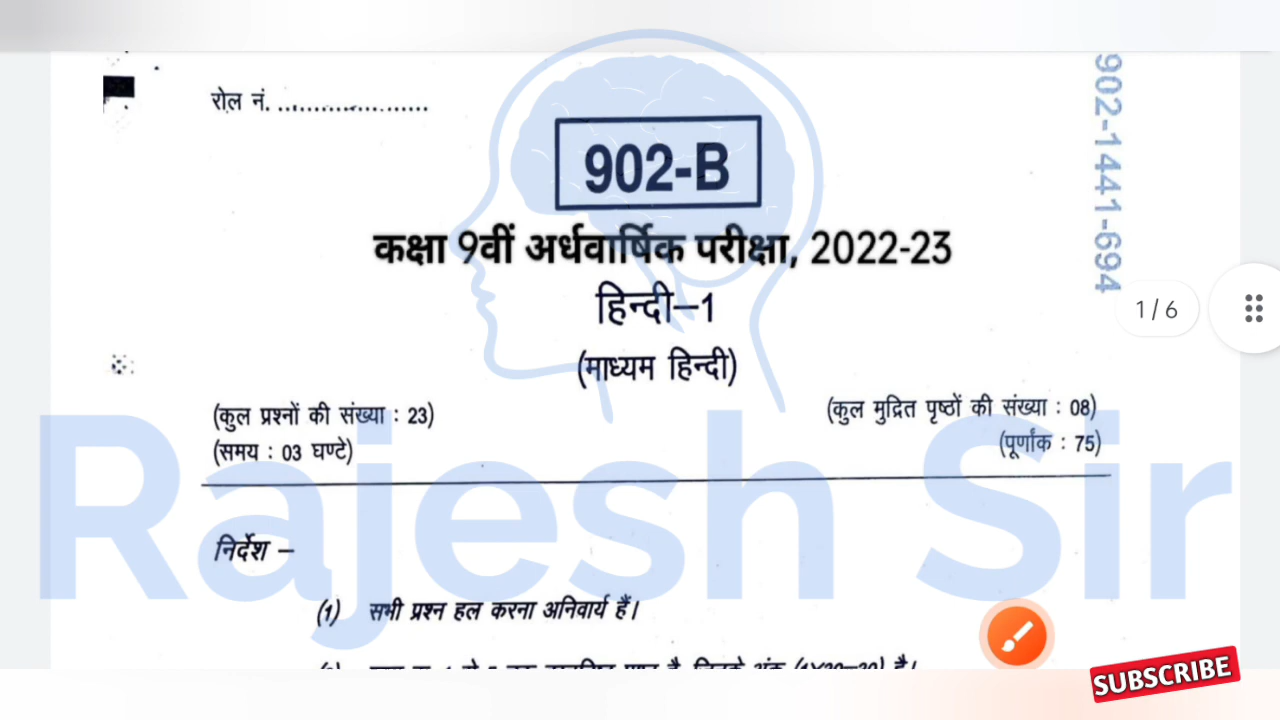 रोल नं. .....................
902-B
902-1441-694
कक्षा 9वीं अर्धवार्षिक परीक्षा, 2022-23
हिन्दी–1
(माध्यम हिन्दी)
1 / 6
(कुल प्रश्नों की संख्या : 23)
(कुल मुद्रित पृष्ठों की संख्या : 08)
(समय : 03 घण्टे)
(पूर्णांक : 75)
Rajesh Sir
निर्देश –
(1) सभी प्रश्न हल करना अनिवार्य हैं।
SUBSCRIBE